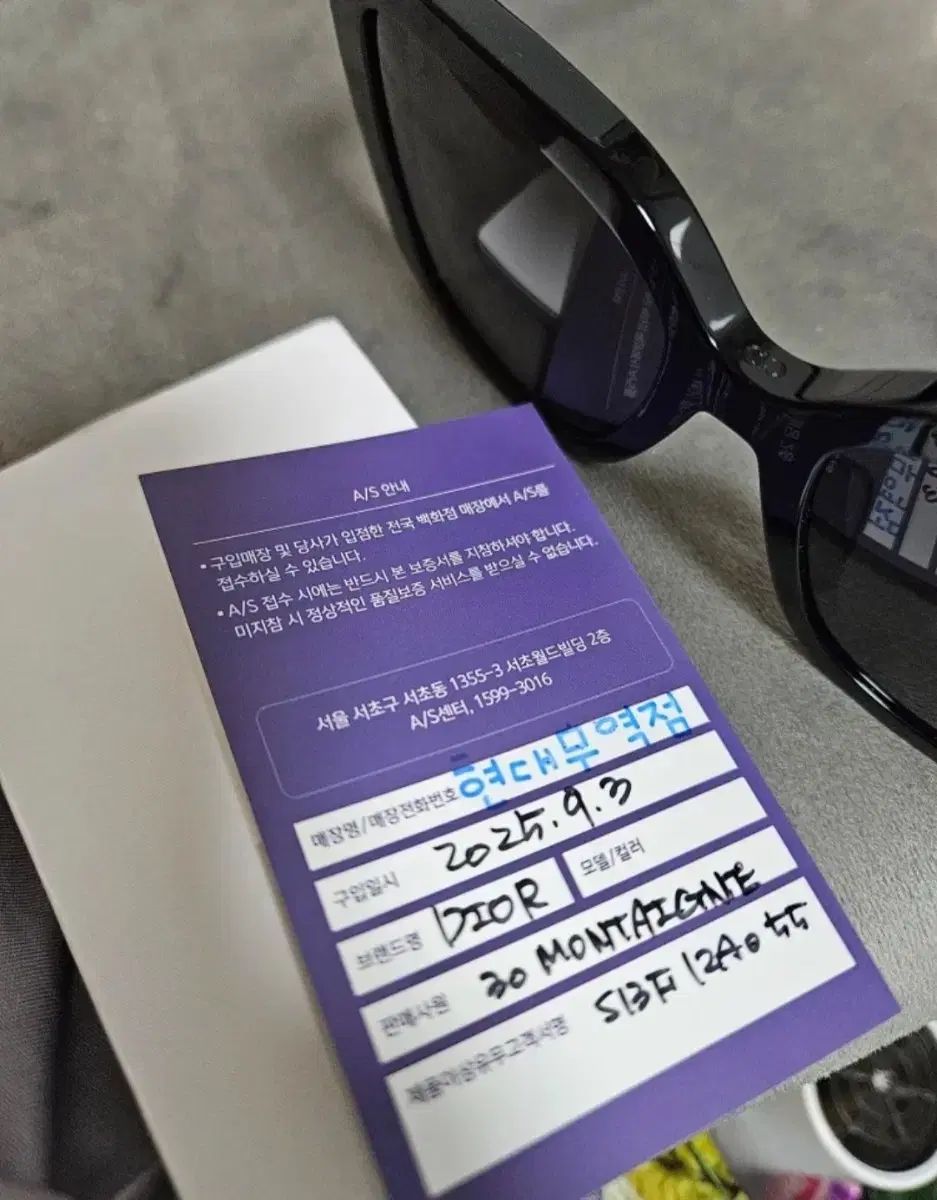 A/S 안내
• 구입매장 및 당사가 입점한 전국 백화점 매장에서 A/S를
접수하실 수 있습니다.
• A/S 접수 시에는 반드시 본 보증서를 지참하셔야 합니다.
미지참 시 정상적인 품질보증 서비스를 받으실 수 없습니다.
서울 서초구 서초동 1355-3 서초월드빌딩 2층
A/S센터, 1599-3016
매장명/매장전화번호 현대무역점
구입일시 2025.9.3
브랜드명 DIOR 모델/컬러
판매사원 30 MONTAIGNE
제품이상유무고객서명